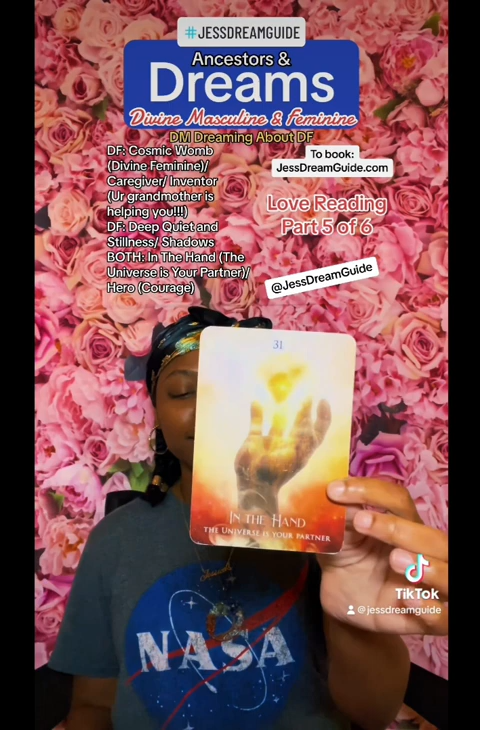 #JESSDREAMGUIDE
Ancestors &
Dreams
Divine Masculine & Feminine
DM Dreaming About DF
DF: Cosmic Womb
(Divine Feminine)/
Caregiver/ Inventor
(Ur grandmother is
helping you!!!)
DF: Deep Quiet and
Stillness/ Shadows
BOTH: In The Hand (The
Universe is Your Partner)/
Hero (Courage)
To book:
JessDreamGuide.com
Love Reading
Part 5 of 6
@JessDreamGuide
31
IN THE HAND
THE UNIVERSE IS YOUR PARTNER
NASA
TikTok
@jessdreamguide